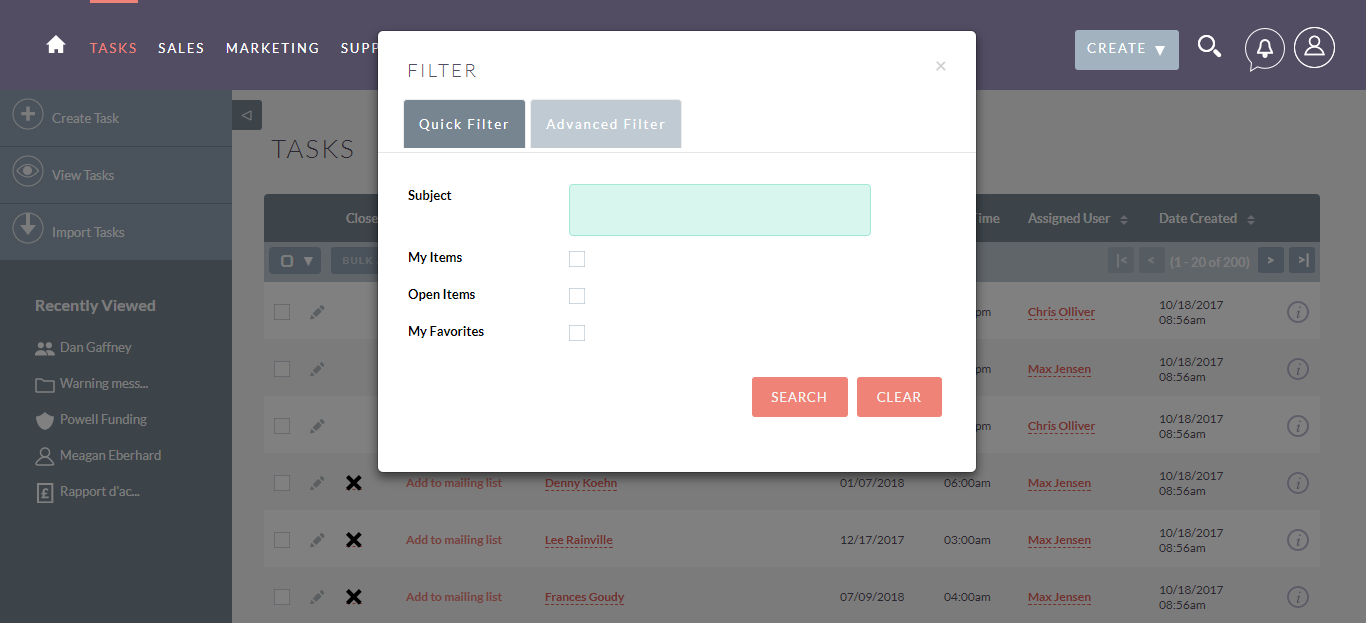 TASKS SALES MARKETING SUPP
CREATE ▼
FILTER
×
Quick Filter Advanced Filter
Subject
My Items
Open Items
My Favorites
SEARCH CLEAR
Create Task
View Tasks
Import Tasks
Recently Viewed
Dan Gaffney
Warning mess...
Powell Funding
Meagan Eberhard
Rapport d'ac...
TASKS
Close Time Assigned User Date Created
BULK (1 - 20 of 200)
pm Chris Olliver 10/18/2017
08:56am
pm Max Jensen 10/18/2017
08:56am
pm Chris Olliver 10/18/2017
08:56am
Add to mailing list Denny Koehn 01/07/2018 06:00am Max Jensen 10/18/2017
08:56am
Add to mailing list Lee Rainville 12/17/2017 03:00am Max Jensen 10/18/2017
08:56am
Add to mailing list Frances Goudy 07/09/2018 04:00am Max Jensen 10/18/2017
08:56am